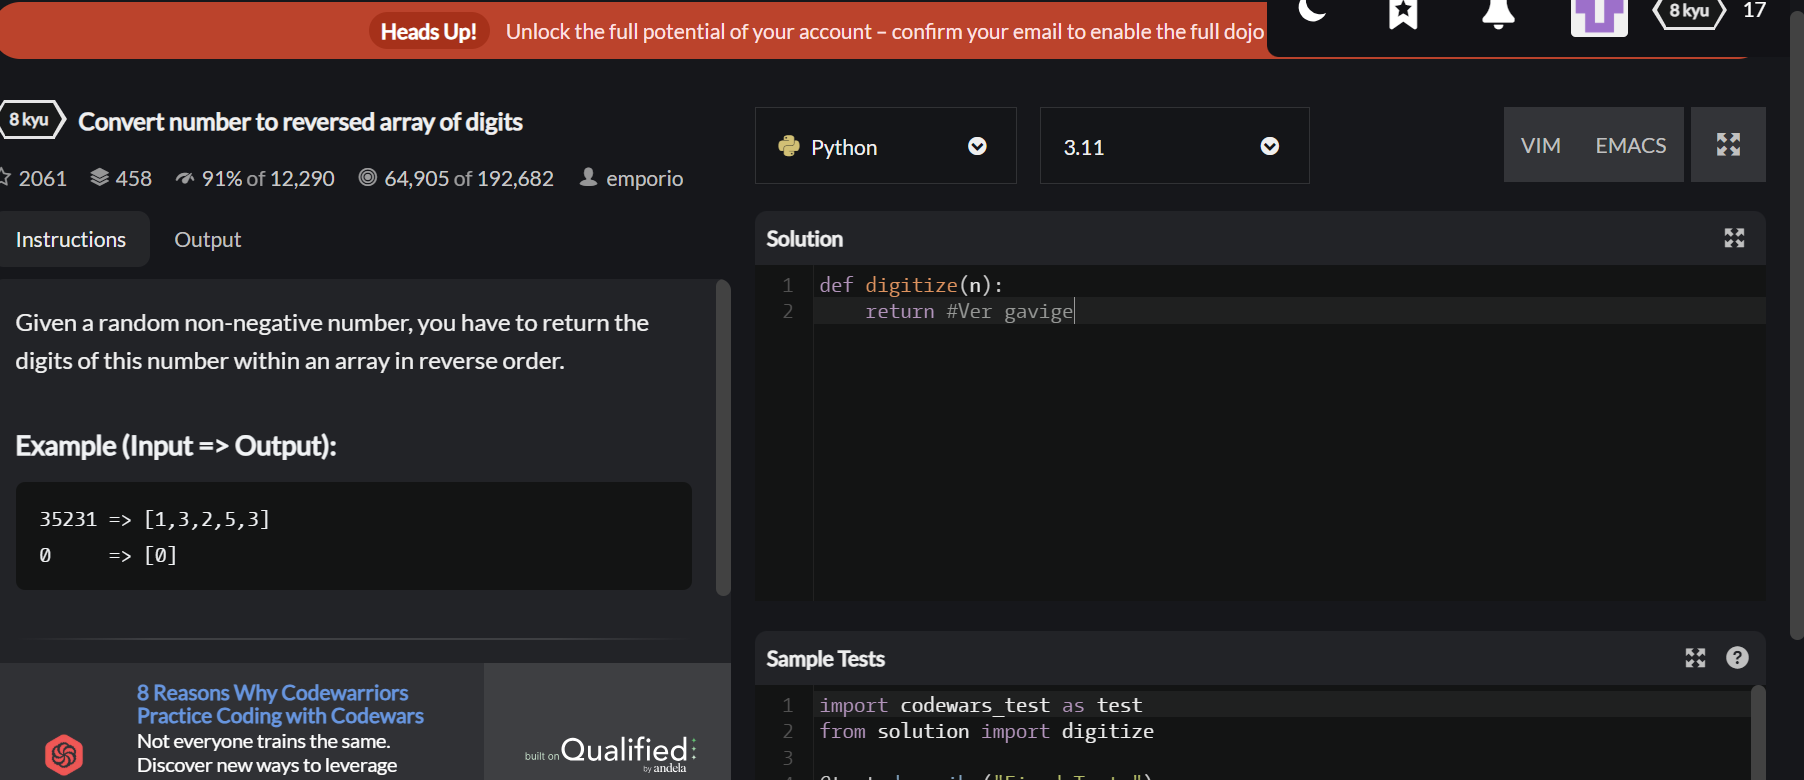 Heads Up! Unlock the full potential of your account – confirm your email to enable the full dojo
8 kyu 17
8 kyu Convert number to reversed array of digits
2061 458 91% of 12,290 64,905 of 192,682 emporio
Python 3.11 VIM EMACS
Instructions Output
Given a random non-negative number, you have to return the
digits of this number within an array in reverse order.
Example (Input => Output):
35231 => [1,3,2,5,3]
0 => [0]
8 Reasons Why Codewarriors
Practice Coding with Codewars
Not everyone trains the same.
Discover new ways to leverage
built on Qualified
by andela
Solution
1 def digitize(n):
2 return #Ver gavige
Sample Tests
?
1 import codewars_test as test
2 from solution import digitize
3